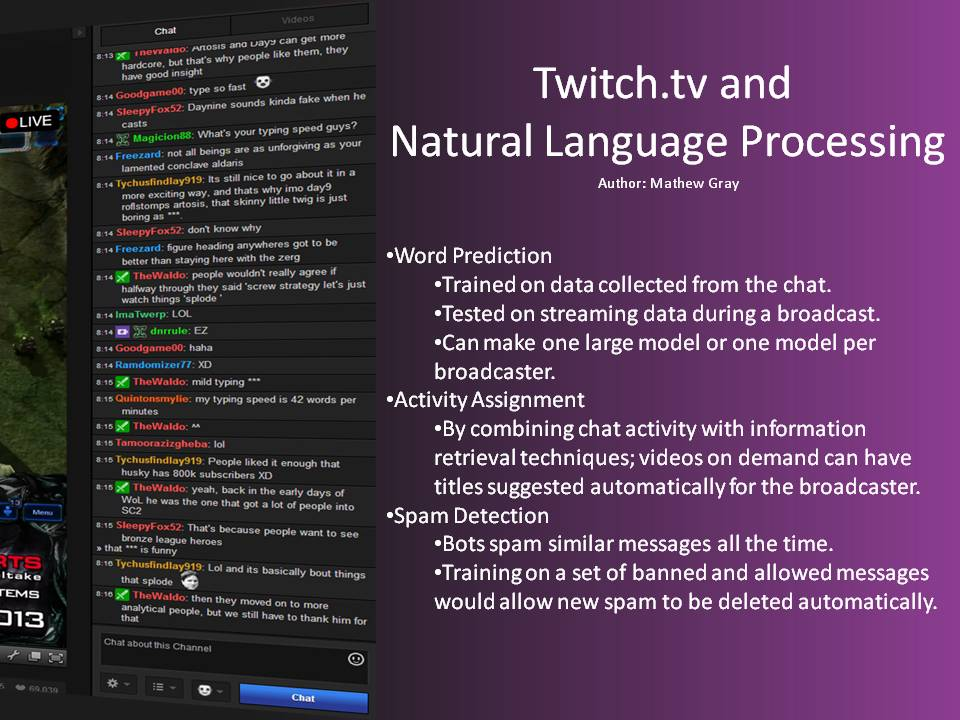 Chat
Videos
8:13 TheWaldo: Artosis and Day9 can get more
hardcore, but that's why people like them, they
have good insight
8:14 Goodgame00: type so fast
8:14 SleepyFox52: Daynine sounds kinda fake when he
casts
8:14 Magicion88: What's your typing speed guys?
8:14 Freezard: not all beings are as unforgiving as your
lamented conclave aldaris
8:14 Tychusfindlay919: Its still nice to go about it in a
more exciting way, and thats why imo day9
roflstomps artosis, that skinny little twig is just
boring as ***.
8:14 SleepyFox52: don't know why
8:14 Freezard: figure heading anywheres got to be
better than staying here with the zerg
8:14 TheWaldo: people wouldn't really agree if
halfway through they said 'screw strategy let's just
watch things 'splode '
8:14 ImaTwerp: LOL
8:14 dnrrule: EZ
8:14 Goodgame00: haha
8:14 Ramdomizer77: XD
8:15 TheWaldo: mild typing ***
8:15 Quintonsmylie: my typing speed is 42 words per
minutes
8:15 TheWaldo: ^^
8:15 Tamoorazizgheba: lol
8:15 Tychusfindlay919: People liked it enough that
husky has 800k subscribers XD
8:15 TheWaldo: yeah, back in the early days of
WoL he was the one that got a lot of people into
SC2
8:15 SleepyFox52: That's because people want to see
bronze league heroes
» that *** is funny
8:16 Tychusfindlay919: Lol and its basically bout things
that splode
8:16 TheWaldo: then they moved on to more
analytical people, but we still have to thank him for
that
Chat about this Channel
Chat
LIVE
Menu
RTS
ltake
TEMS
013
69,039
Twitch.tv and
Natural Language Processing
Author: Mathew Gray
•Word Prediction
•Trained on data collected from the chat.
•Tested on streaming data during a broadcast.
•Can make one large model or one model per
broadcaster.
•Activity Assignment
•By combining chat activity with information
retrieval techniques; videos on demand can have
titles suggested automatically for the broadcaster.
•Spam Detection
•Bots spam similar messages all the time.
•Training on a set of banned and allowed messages
would allow new spam to be deleted automatically.